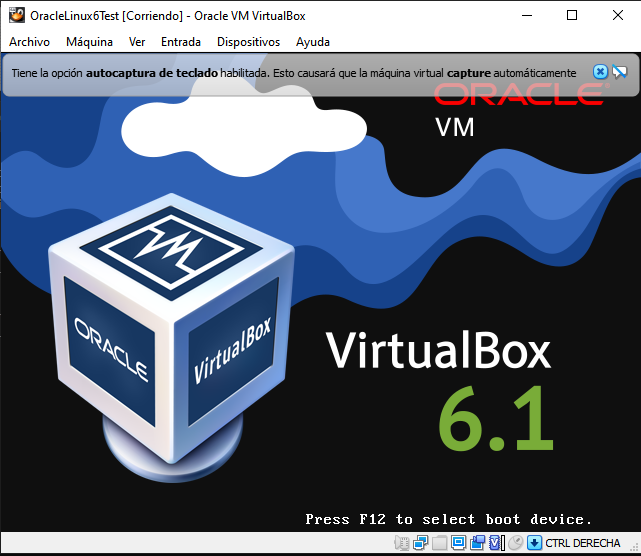 OracleLinux6Test [Corriendo] - Oracle VM VirtualBox
Archivo Máquina Ver Entrada Dispositivos Ayuda
Tiene la opción autocaptura de teclado habilitada. Esto causará que la máquina virtual capture automáticamente
ORACLE
VM
ORACLE
VirtualBox
VirtualBox
6.1
Press F12 to select boot device.
CTRL DERECHA